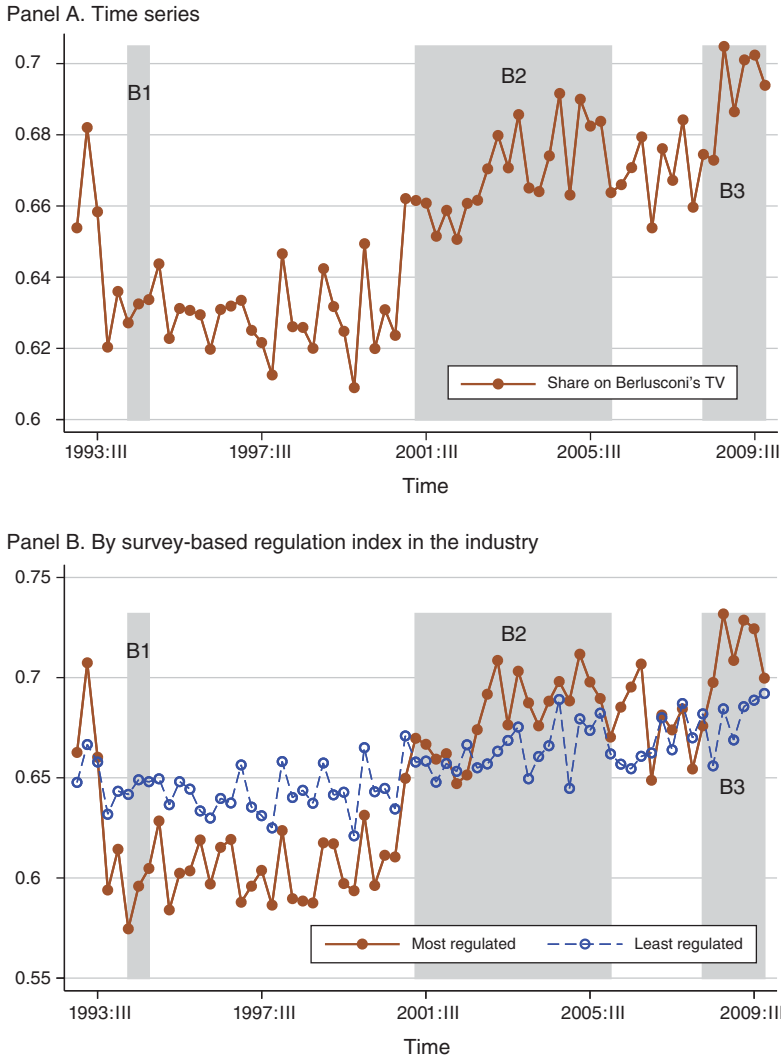 Panel A. Time series
0.7
0.68
0.66
0.64
0.62
0.6
B1
B2
B3
Share on Berlusconi's TV
1993:III
1997:III
2001:III
2005:III
2009:III
Time
Panel B. By survey-based regulation index in the industry
0.75
0.7
0.65
0.6
0.55
B1
B2
B3
Most regulated
Least regulated
1993:III
1997:III
2001:III
2005:III
2009:III
Time